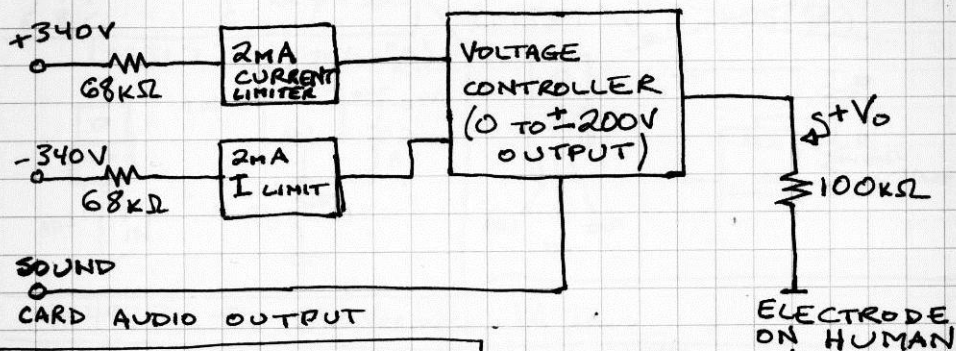 +340V
68KΩ
2MA
CURRENT
LIMITER
-340V
68KΩ
2MA
I LIMIT
VOLTAGE
CONTROLLER
(0 TO ±200V
OUTPUT)
+Vo
100KΩ
SOUND
CARD AUDIO OUTPUT
ELECTRODE
ON HUMAN